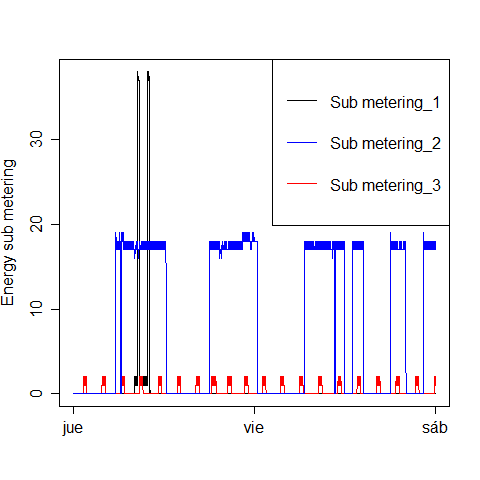 Sub metering_1
Sub metering_2
Sub metering_3
Energy sub metering
30
20
10
0
jue vie sáb